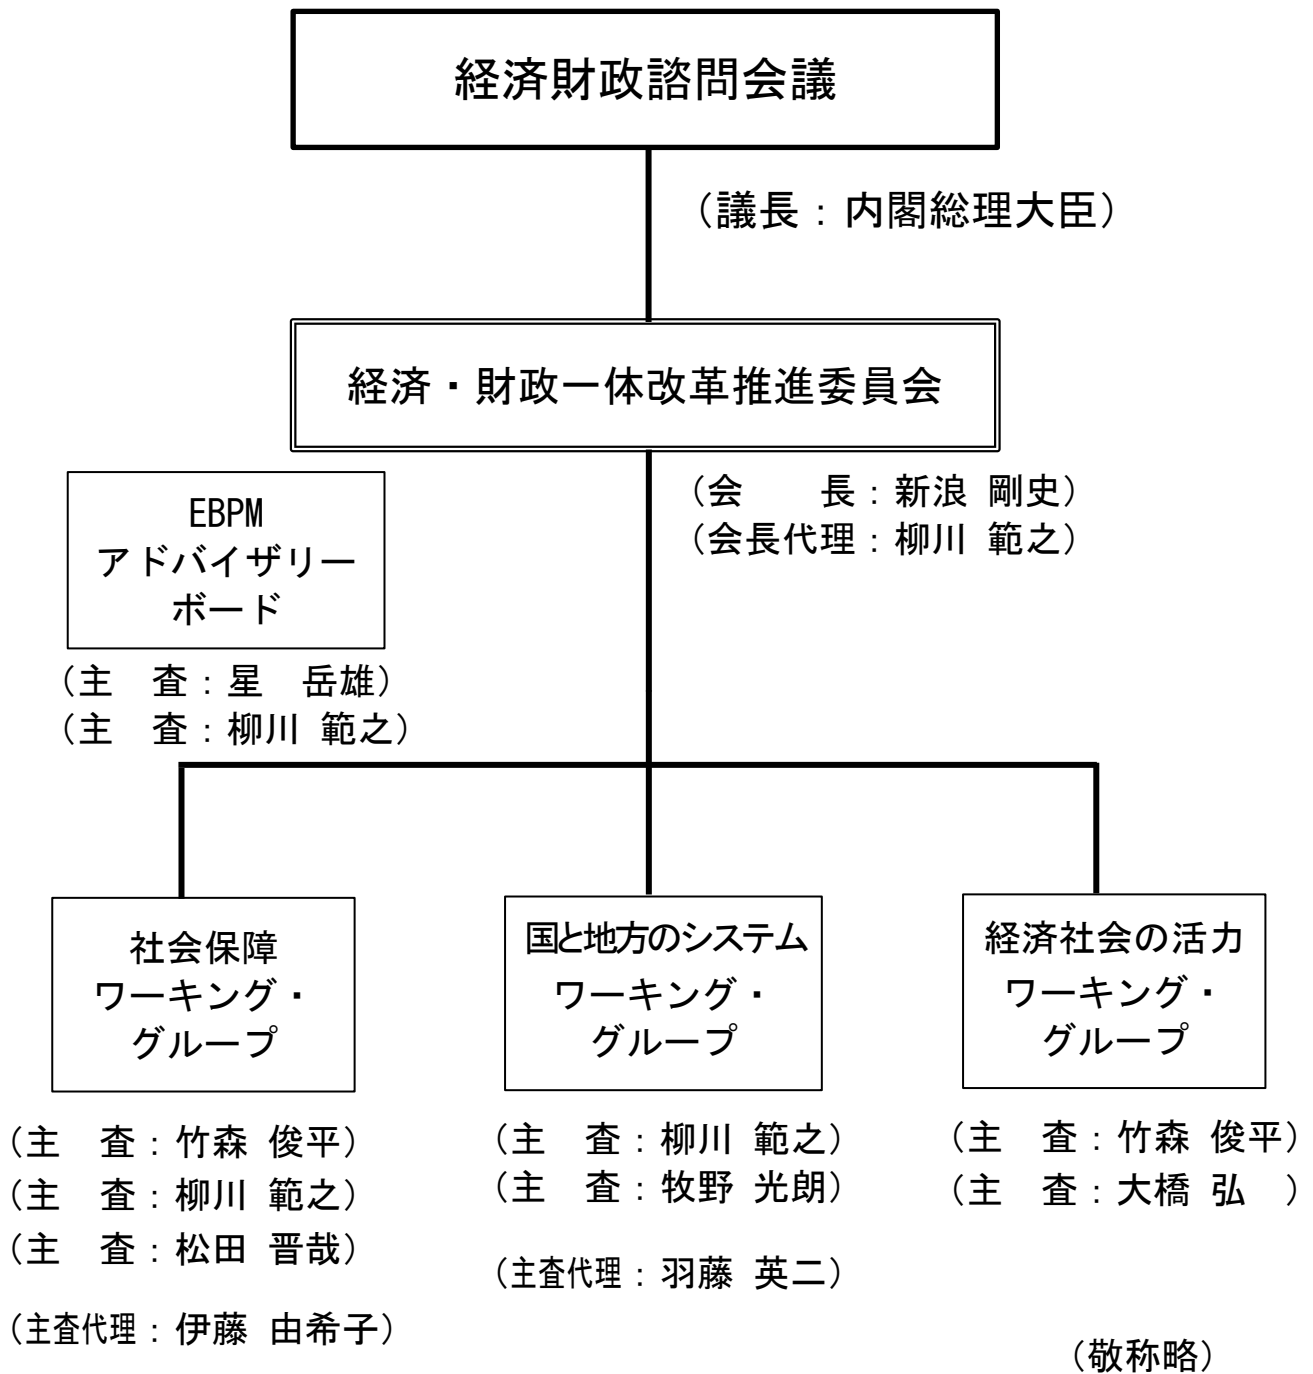 経済財政諮問会議
（議長：内閣総理大臣）
経済・財政一体改革推進委員会
（会　　長：新浪 剛史）
（会長代理：柳川 範之）
EBPM
アドバイザリー
ボード
（主　査：星　岳雄）
（主　査：柳川 範之）
社会保障
ワーキング・
グループ
（主　査：竹森 俊平）
（主　査：柳川 範之）
（主　査：松田 晋哉）
（主査代理：伊藤 由希子）
国と地方のシステム
ワーキング・
グループ
（主　査：柳川 範之）
（主　査：牧野 光朗）
（主査代理：羽藤 英二）
経済社会の活力
ワーキング・
グループ
（主　査：竹森 俊平）
（主　査：大橋 弘　）
（敬称略）